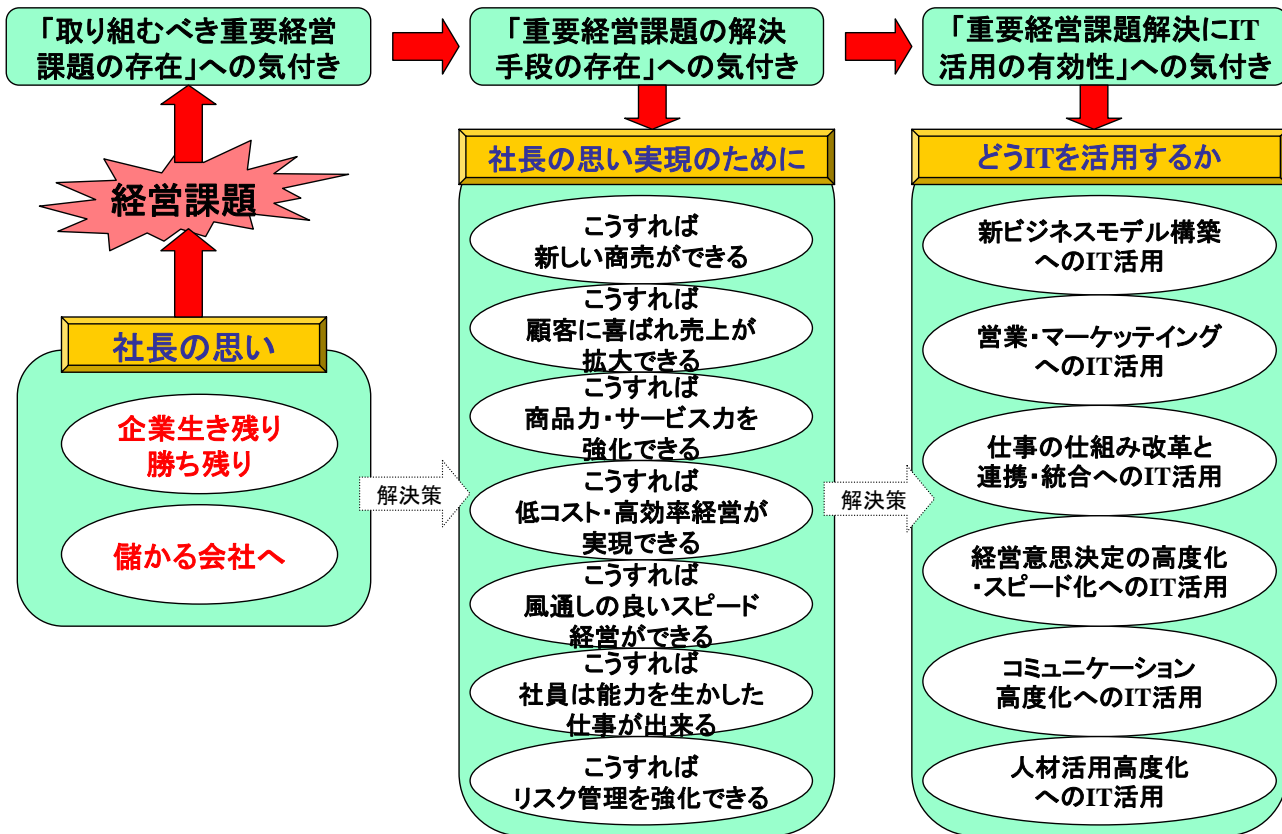 「取り組むべき重要経営
課題の存在」への気付き
「重要経営課題の解決
手段の存在」への気付き
「重要経営課題解決にIT
活用の有効性」への気付き
経営課題
社長の思い
企業生き残り
勝ち残り
儲かる会社へ
解決策
社長の思い実現のために
こうすれば
新しい商売ができる
こうすれば
顧客に喜ばれ売上が
拡大できる
こうすれば
商品力・サービス力を
強化できる
こうすれば
低コスト・高効率経営が
実現できる
こうすれば
風通しの良いスピード
経営ができる
こうすれば
社員は能力を生かした
仕事が出来る
こうすれば
リスク管理を強化できる
解決策
どうITを活用するか
新ビジネスモデル構築
へのIT活用
営業・マーケッテイング
へのIT活用
仕事の仕組み改革と
連携・統合へのIT活用
経営意思決定の高度化
・スピード化へのIT活用
コミュニケーション
高度化へのIT活用
人材活用高度化
へのIT活用